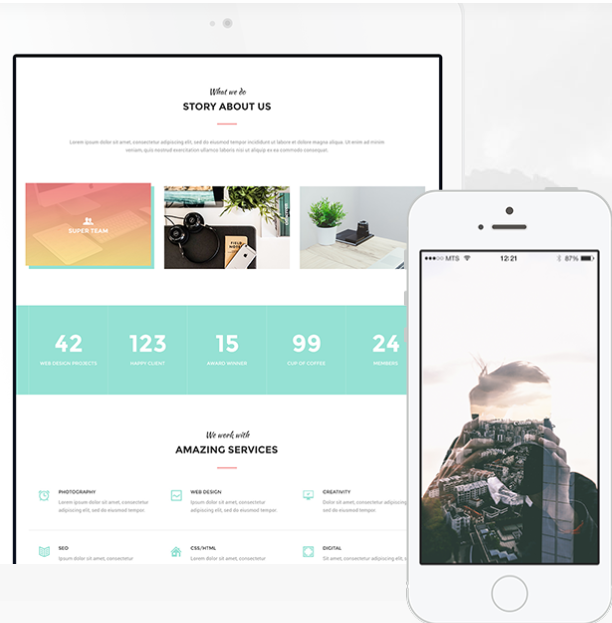 What we do
STORY ABOUT US
Lorem ipsum dolor sit amet, consectetur adipiscing elit, sed do eiusmod tempor incididunt ut labore et dolore magna aliqua. Ut enim ad minim
veniam, quis nostrud exercitation ullamco laboris nisi ut aliquip ex ea commodo consequat.
SUPER TEAM
FIELD NOTES
42 123 15 99 24
WEB DESIGN PROJECTS HAPPY CLIENT AWARD WINNER CUP OF COFFEE MEMBERS
MTS 12:21 87%
We work with
AMAZING SERVICES
PHOTOGRAPHY
Lorem ipsum dolor sit amet, consectetur
adipiscing elit, sed do eiusmod tempor.
WEB DESIGN
Lorem ipsum dolor sit amet, consectetur
adipiscing elit, sed do eiusmod tempor.
CREATIVITY
Dolor sit amet, consectetur adipiscing
sed do eiusmod tempor.
SEO
Ipsum dolor sit amet, consectetur
CSS/HTML
Lorem ipsum dolor sit amet, consectetur
DIGITAL
Sit amet, consectetur adipiscing elit, s